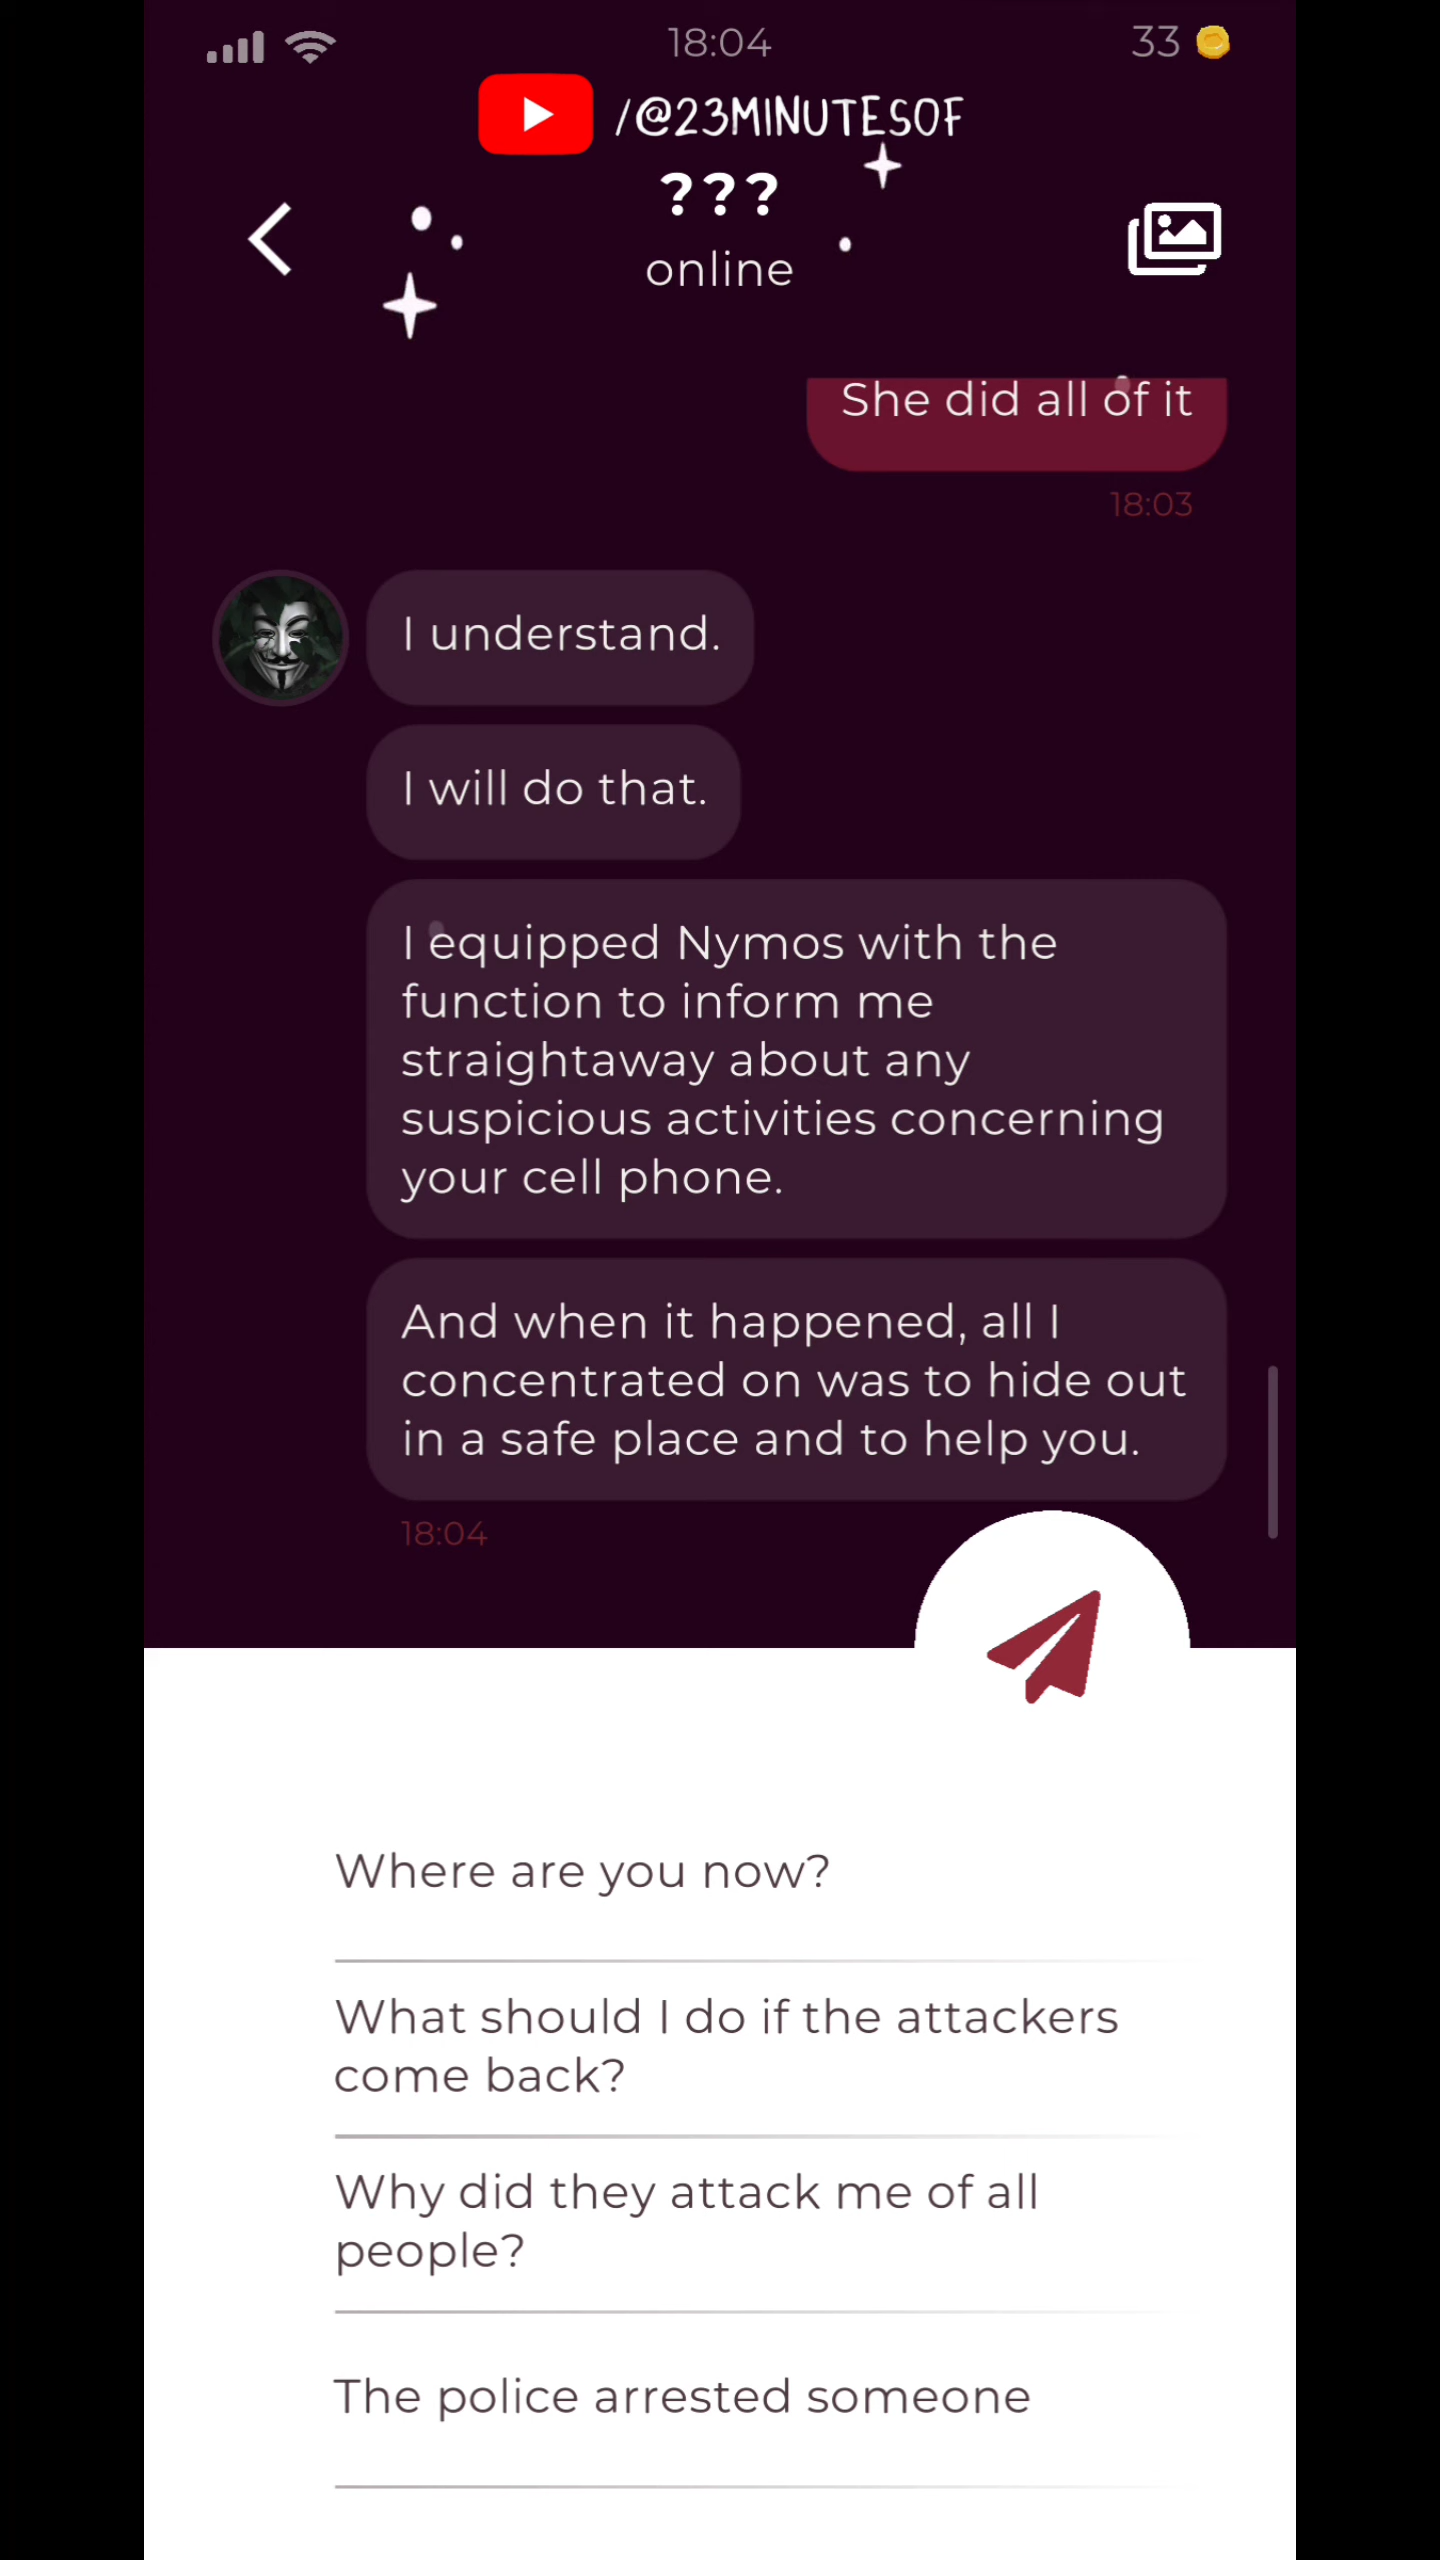 18:04
33
/@23MINUTESOF
???
online
She did all of it
18:03
I understand.
I will do that.
I equipped Nymos with the
function to inform me
straightaway about any
suspicious activities concerning
your cell phone.
And when it happened, all I
concentrated on was to hide out
in a safe place and to help you.
18:04
Where are you now?
What should I do if the attackers
come back?
Why did they attack me of all
people?
The police arrested someone